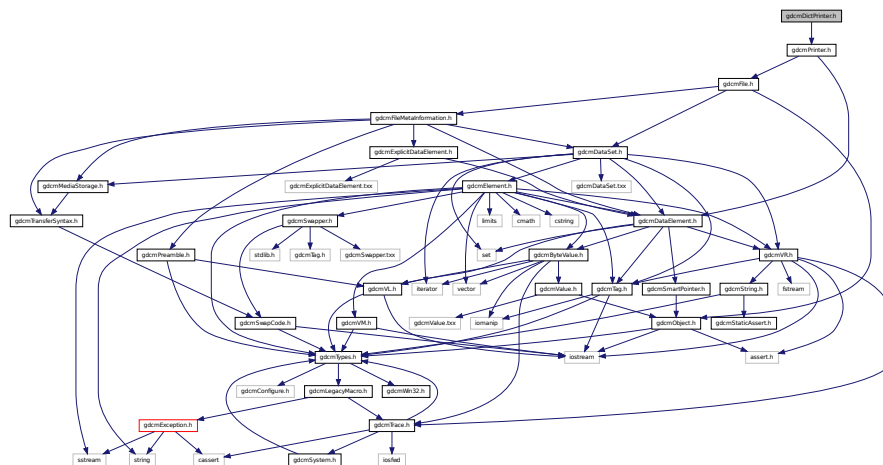 gdcmDictPrinter.h
gdcmPrinter.h
gdcmFile.h
gdcmFileMetaInformation.h
gdcmExplicitDataElement.h
gdcmDataSet.h
gdcmMediaStorage.h
gdcmExplicitDataElement.txx
gdcmElement.h
gdcmDataSet.txx
gdcmTransferSyntax.h
gdcmSwapper.h
limits
cmath
cstring
gdcmDataElement.h
gdcmPreamble.h
stdlib.h
gdcmTag.h
gdcmSwapper.txx
set
gdcmByteValue.h
gdcmVR.h
gdcmVL.h
iterator
vector
gdcmValue.h
gdcmTag.h
gdcmSmartPointer.h
gdcmString.h
fstream
gdcmSwapCode.h
gdcmVM.h
gdcmValue.txx
iomanip
gdcmObject.h
gdcmStaticAssert.h
gdcmTypes.h
iostream
assert.h
gdcmConfigure.h
gdcmLegacyMacro.h
gdcmWin32.h
gdcmException.h
gdcmTrace.h
sstream
string
cassert
gdcmSystem.h
iosfwd